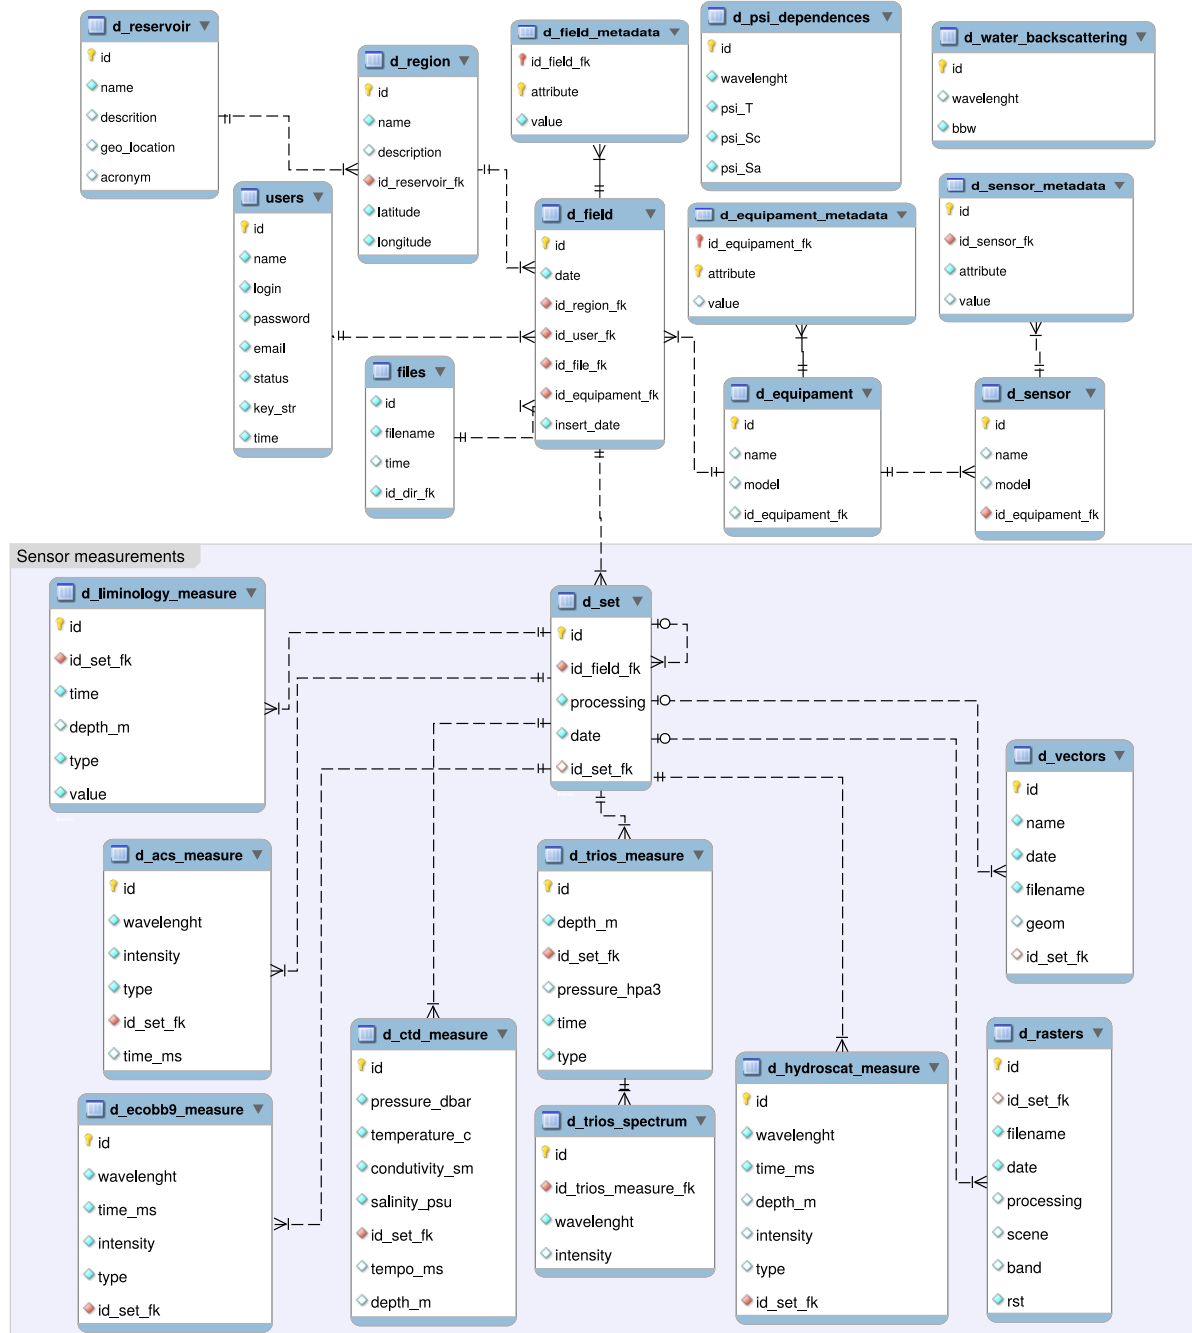 d_reservoir
id
name
descrition
geo_location
acronym
d_region
id
name
description
id_reservoir_fk
latitude
longitude
d_field_metadata
id_field_fk
attribute
value
d_psi_dependences
id
wavelenght
psi_T
psi_Sc
psi_Sa
d_water_backscattering
id
wavelenght
bbw
users
id
name
login
password
email
status
key_str
time
files
id
filename
time
id_dir_fk
d_field
id
date
id_region_fk
id_user_fk
id_file_fk
id_equipament_fk
insert_date
d_equipament_metadata
id_equipament_fk
attribute
value
d_sensor_metadata
id
id_sensor_fk
attribute
value
d_equipament
id
name
model
id_equipament_fk
d_sensor
id
name
model
id_equipament_fk
Sensor measurements
d_liminology_measure
id
id_set_fk
time
depth_m
type
value
d_set
id
id_field_fk
processing
date
id_set_fk
d_vectors
id
name
date
filename
geom
id_set_fk
d_acs_measure
id
wavelenght
intensity
type
id_set_fk
time_ms
d_trios_measure
id
depth_m
id_set_fk
pressure_hpa3
time
type
d_ctd_measure
id
pressure_dbar
temperature_c
condutivity_sm
salinity_psu
id_set_fk
tempo_ms
depth_m
d_rasters
id
id_set_fk
filename
date
processing
scene
band
rst
d_hydroscat_measure
id
wavelenght
time_ms
depth_m
intensity
type
id_set_fk
d_ecobb9_measure
id
wavelenght
time_ms
intensity
type
id_set_fk
d_trios_spectrum
id
id_trios_measure_fk
wavelenght
intensity